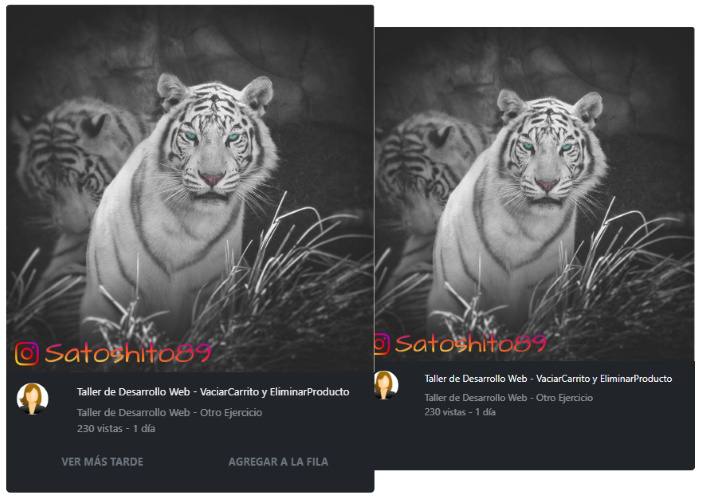 Satoshito89
Taller de Desarrollo Web - VaciarCarrito y EliminarProducto
Taller de Desarrollo Web - Otro Ejercicio
230 vistas - 1 día
VER MÁS TARDE
AGREGAR A LA FILA
Satoshito89
Taller de Desarrollo Web - VaciarCarrito y EliminarProducto
Taller de Desarrollo Web - Otro Ejercicio
230 vistas - 1 día